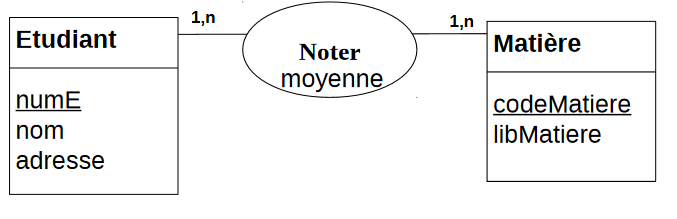 Etudiant
numE
nom
adresse
1,n
Noter
moyenne
1,n
Matière
codeMatiere
libMatiere